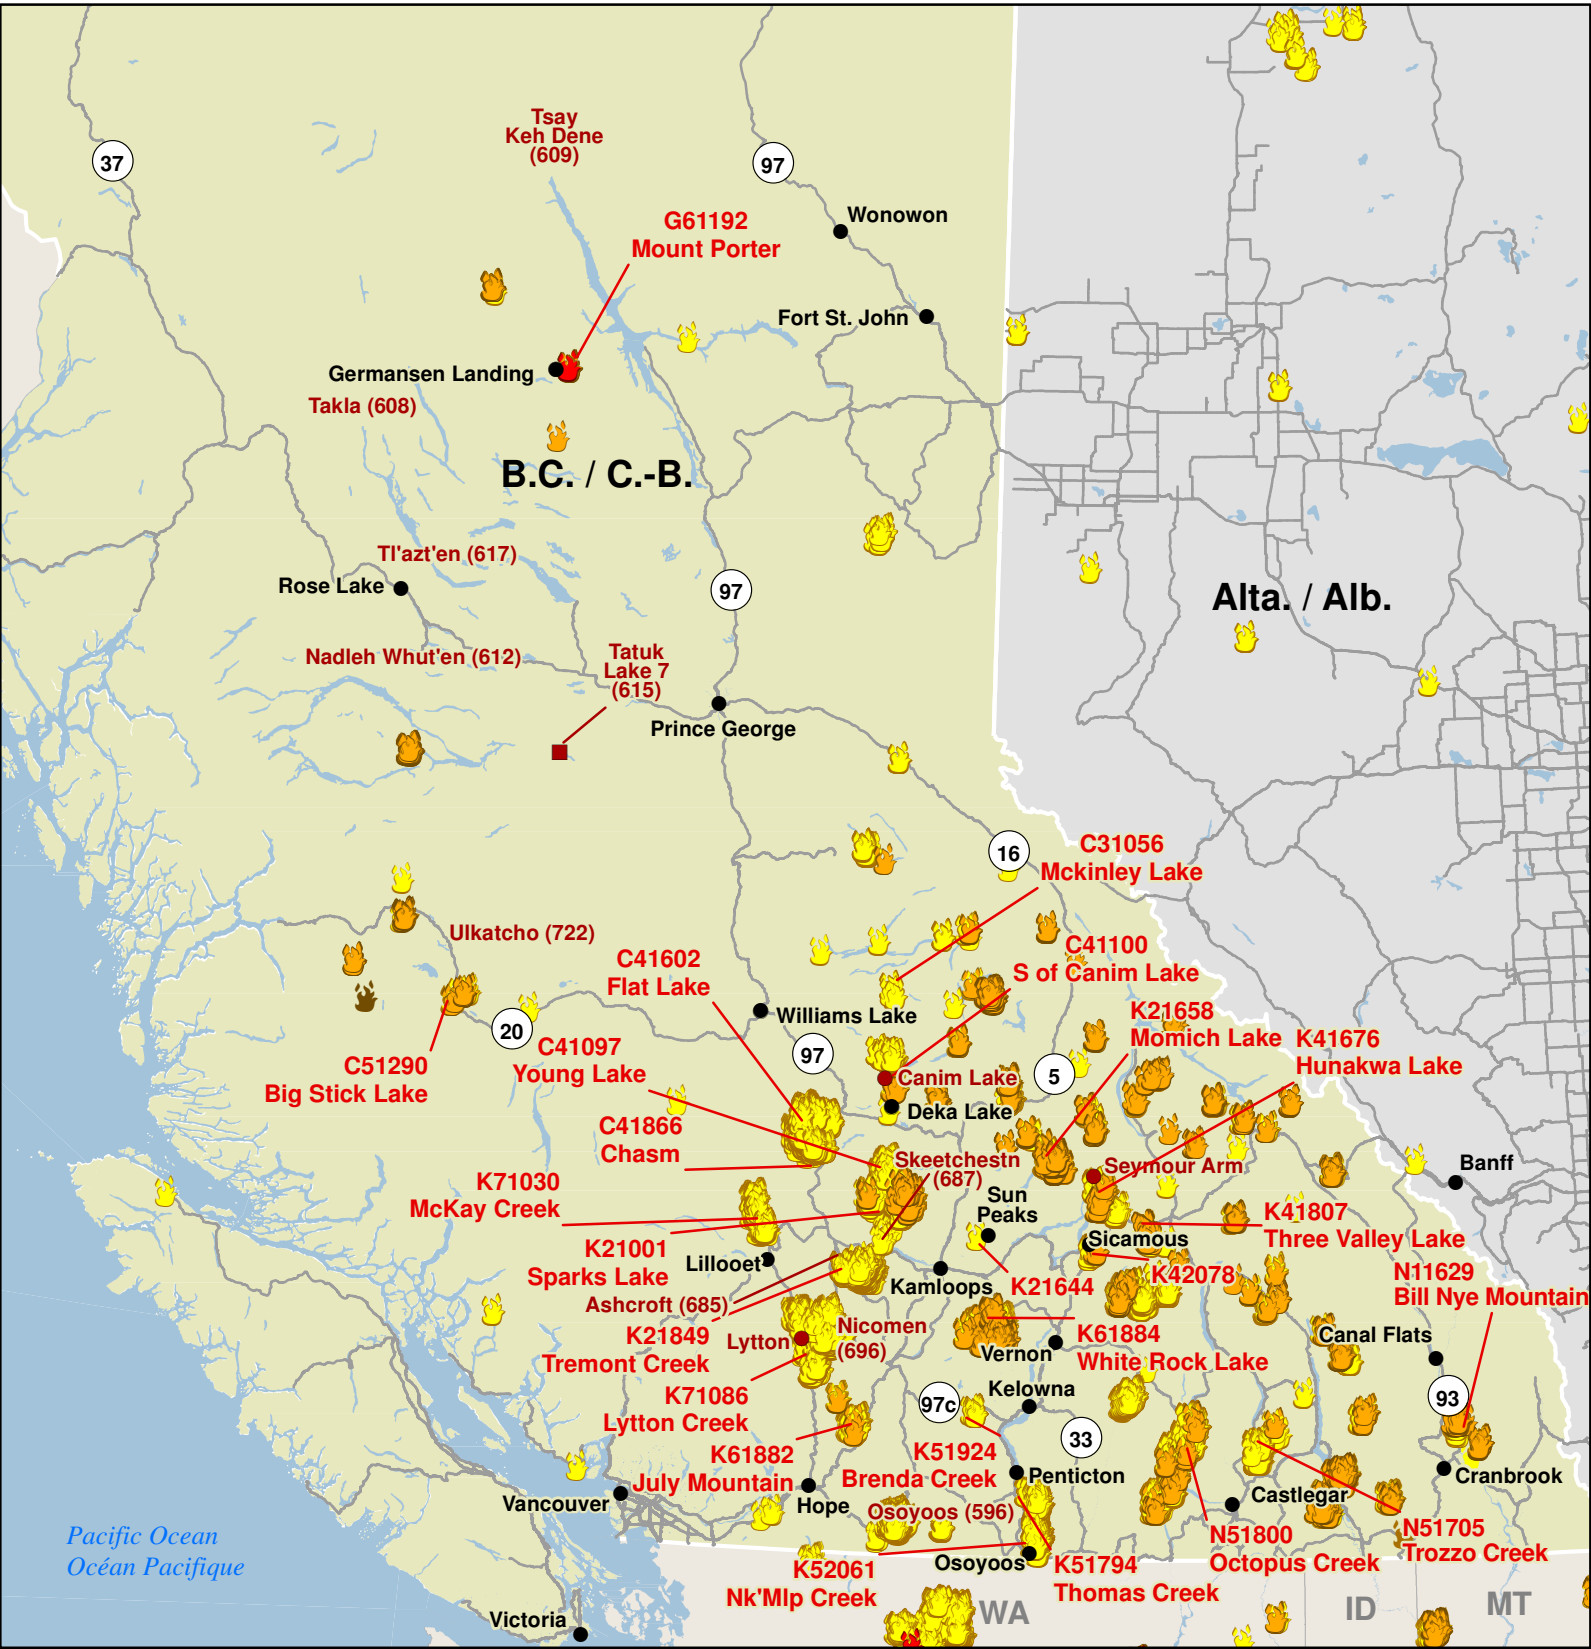 Tsay
Keh Dene
(609)
37
97
G61192
Mount Porter
Wonowon
Fort St. John
Germansen Landing
Takla (608)
B.C. / C.-B.
Tl'azt'en (617)
Rose Lake
97
Alta. / Alb.
Nadleh Whut'en (612)
Tatuk
Lake 7
(615)
Prince George
16
C31056
Mckinley Lake
Ulkatcho (722)
C41602
Flat Lake
C41100
S of Canim Lake
Williams Lake
20
97
K21658
Momich Lake
K41676
Hunakwa Lake
C51290
Big Stick Lake
C41097
Young Lake
5
Canim Lake
Deka Lake
C41866
Chasm
Skeetchestn
(687)
Seymour Arm
Banff
K71030
McKay Creek
Sun
Peaks
K41807
Three Valley Lake
K21001
Sparks Lake
Lillooet
Sicamous
Kamloops
K21644
K42078
N11629
Bill Nye Mountain
Ashcroft (685)
K21849
Tremont Creek
Lytton
Nicomen
(696)
Vernon
K61884
White Rock Lake
Canal Flats
K71086
Lytton Creek
97c
Kelowna
93
33
K61882
July Mountain
K51924
Brenda Creek
Penticton
Cranbrook
Vancouver
Hope
Osoyoos (596)
Castlegar
Pacific Ocean
Océan Pacifique
N51800
Octopus Creek
N51705
Trozzo Creek
K52061
Nk'Mlp Creek
Osoyoos
K51794
Thomas Creek
Victoria
WA
ID
MT